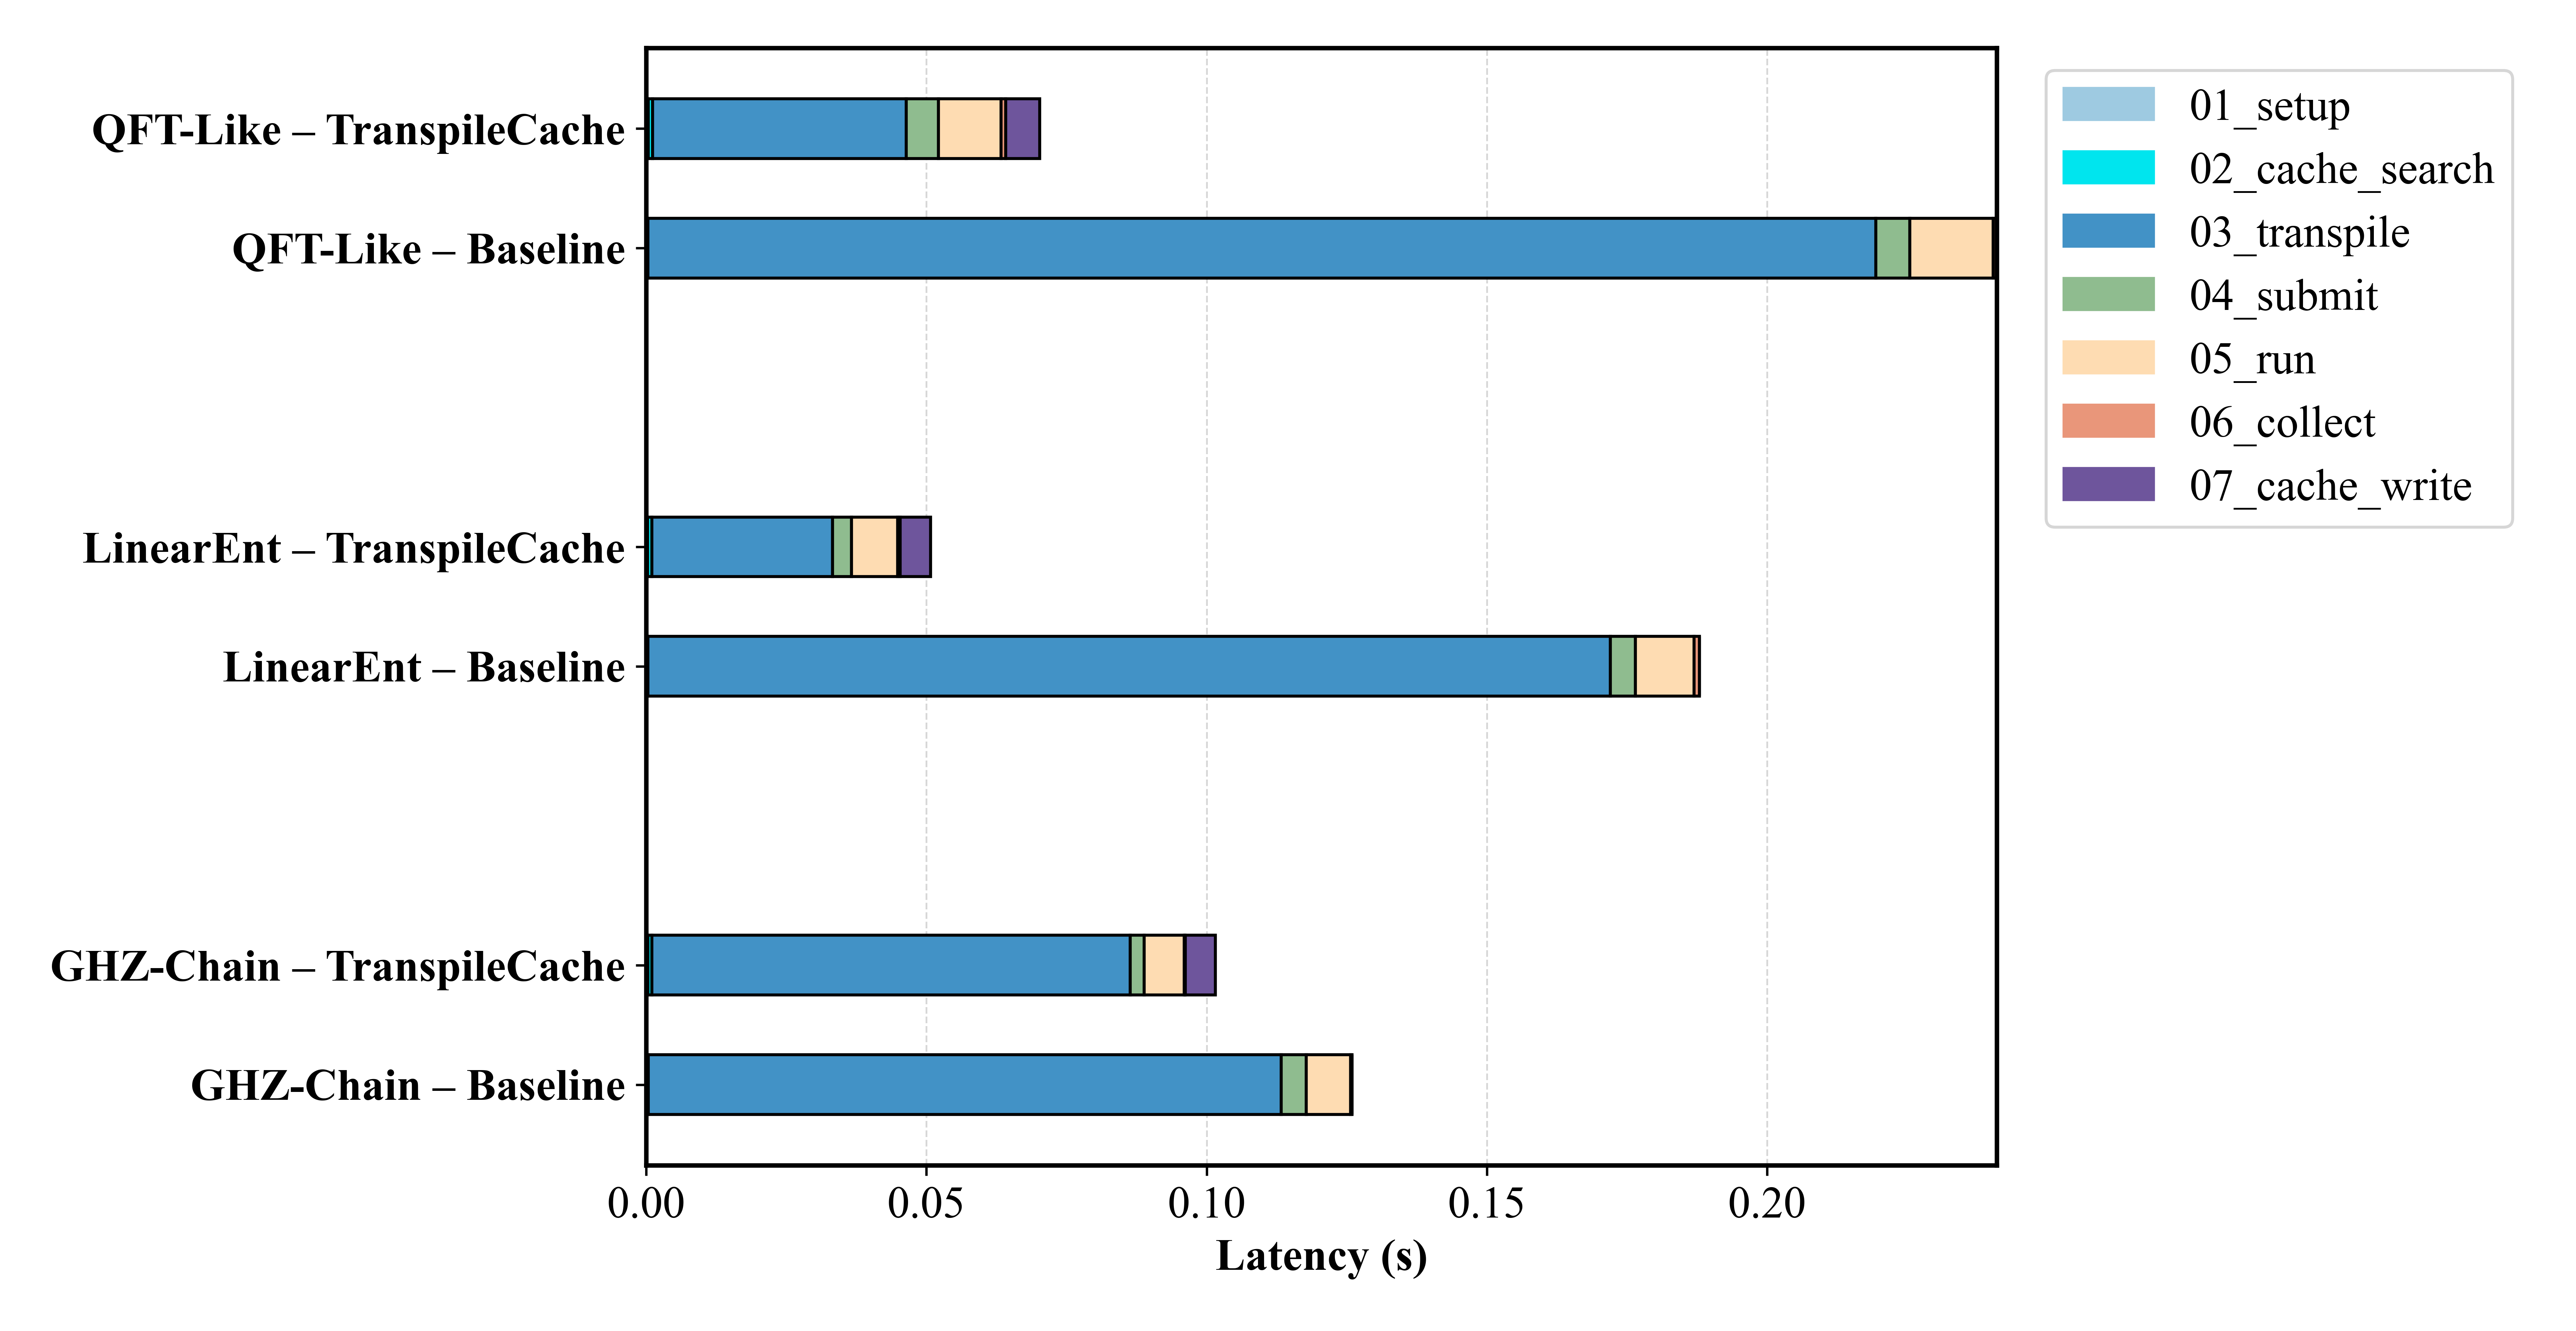 QFT-Like – TranspileCache
QFT-Like – Baseline
LinearEnt – TranspileCache
LinearEnt – Baseline
GHZ-Chain – TranspileCache
GHZ-Chain – Baseline
0.00 0.05 0.10 0.15 0.20
Latency (s)
01_setup
02_cache_search
03_transpile
04_submit
05_run
06_collect
07_cache_write